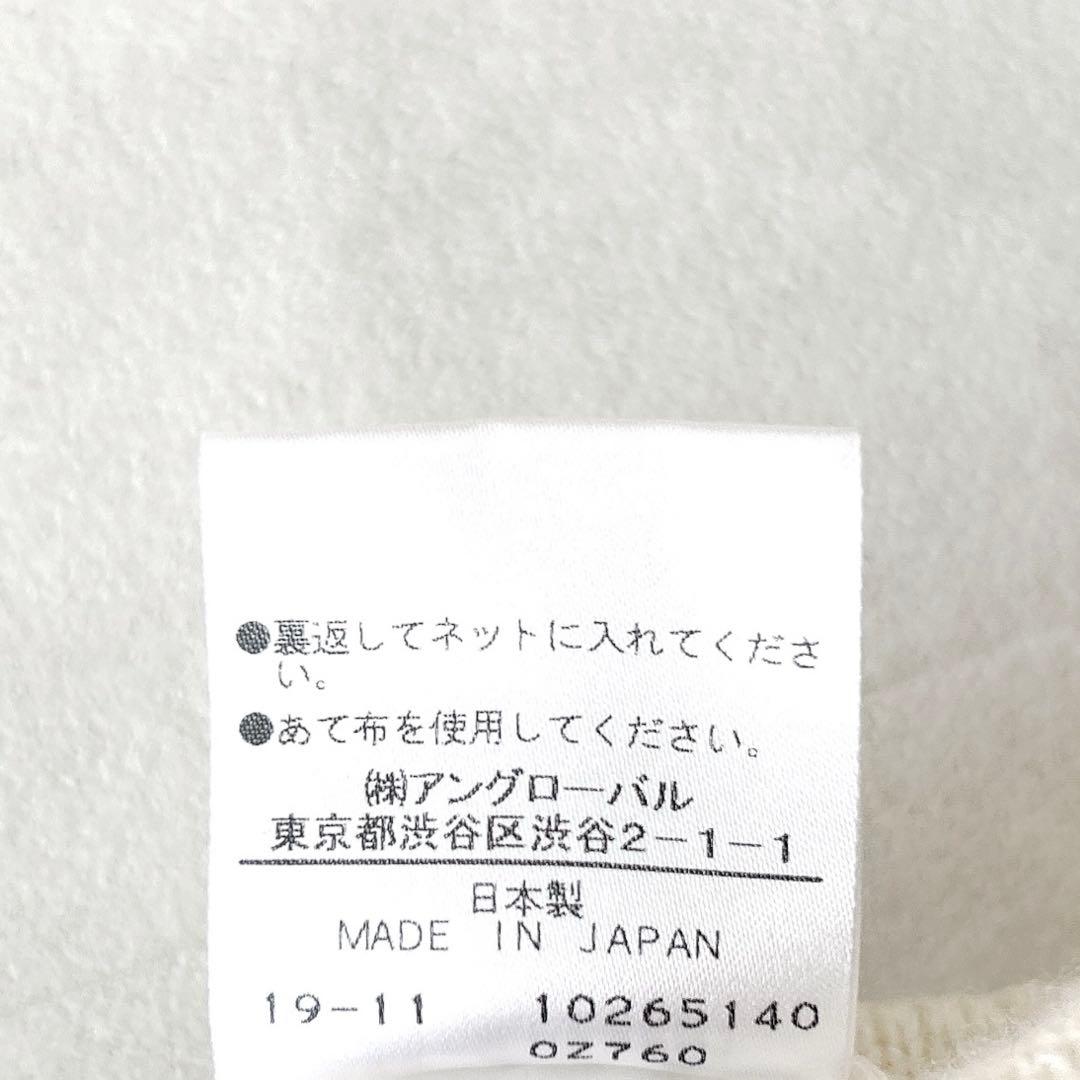 ●裏返してネットに入れてくださ
い。
●あて布を使用してください。
㈱アングローバル
東京都渋谷区渋谷2-1-1
日本製
MADE IN JAPAN
19-11 10265140
0Z760